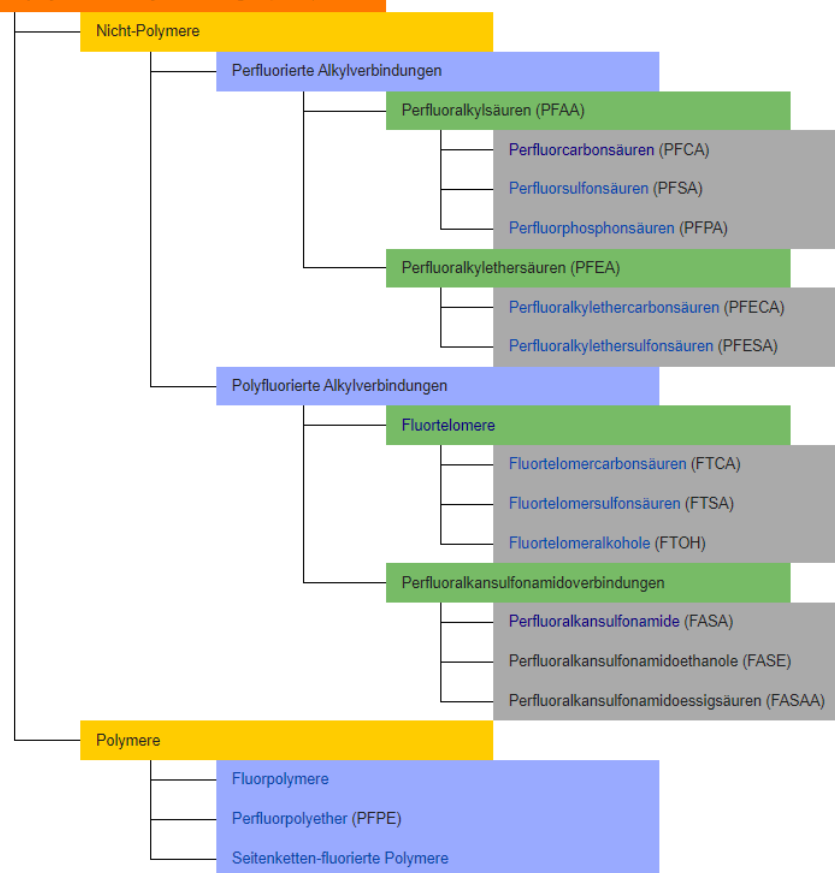 Nicht-Polymere
Perfluorierte Alkylverbindungen
Perfluoralkylsäuren (PFAA)
Perfluorcarbonsäuren (PFCA)
Perfluorsulfonsäuren (PFSA)
Perfluorphosphonsäuren (PFPA)
Perfluoralkylethersäuren (PFEA)
Perfluoralkylethercarbonsäuren (PFECA)
Perfluoralkylethersulfonsäuren (PFESA)
Polyfluorierte Alkylverbindungen
Fluortelomere
Fluortelomercarbonsäuren (FTCA)
Fluortelomersulfonsäuren (FTSA)
Fluortelomeralkohole (FTOH)
Perfluoralkansulfonamidoverbindungen
Perfluoralkansulfonamide (FASA)
Perfluoralkansulfonamidoethanole (FASE)
Perfluoralkansulfonamidoessigsäuren (FASAA)
Polymere
Fluorpolymere
Perfluorpolyether (PFPE)
Seitenketten-fluorierte Polymere